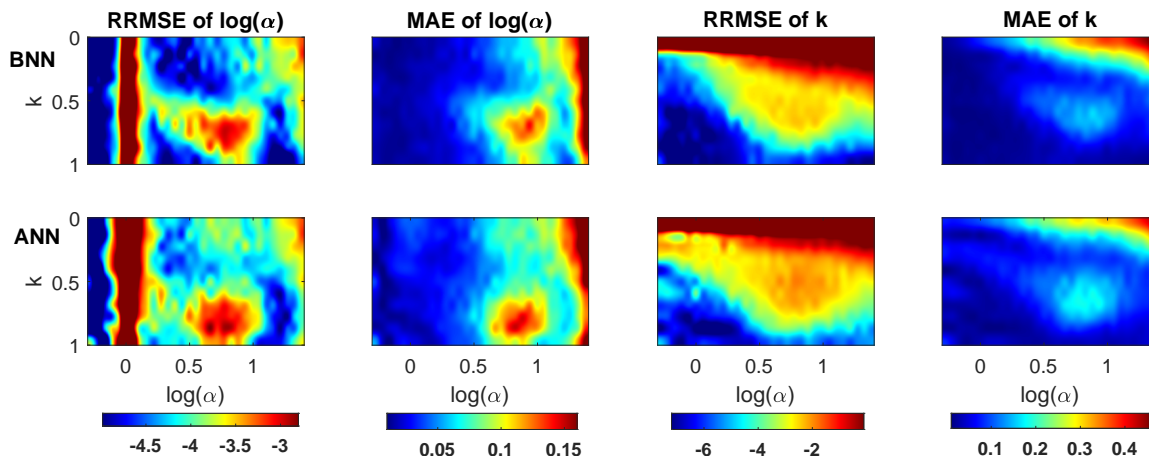 RRMSE of log(α) MAE of log(α) RRMSE of k MAE of k
BNN
k
0
0.5
1
ANN
k
0
0.5
1
0 0.5 1 0 0.5 1 0 0.5 1 0 0.5 1
log(α) log(α) log(α) log(α)
-4.5 -4 -3.5 -3 0.05 0.1 0.15 -6 -4 -2 0.1 0.2 0.3 0.4